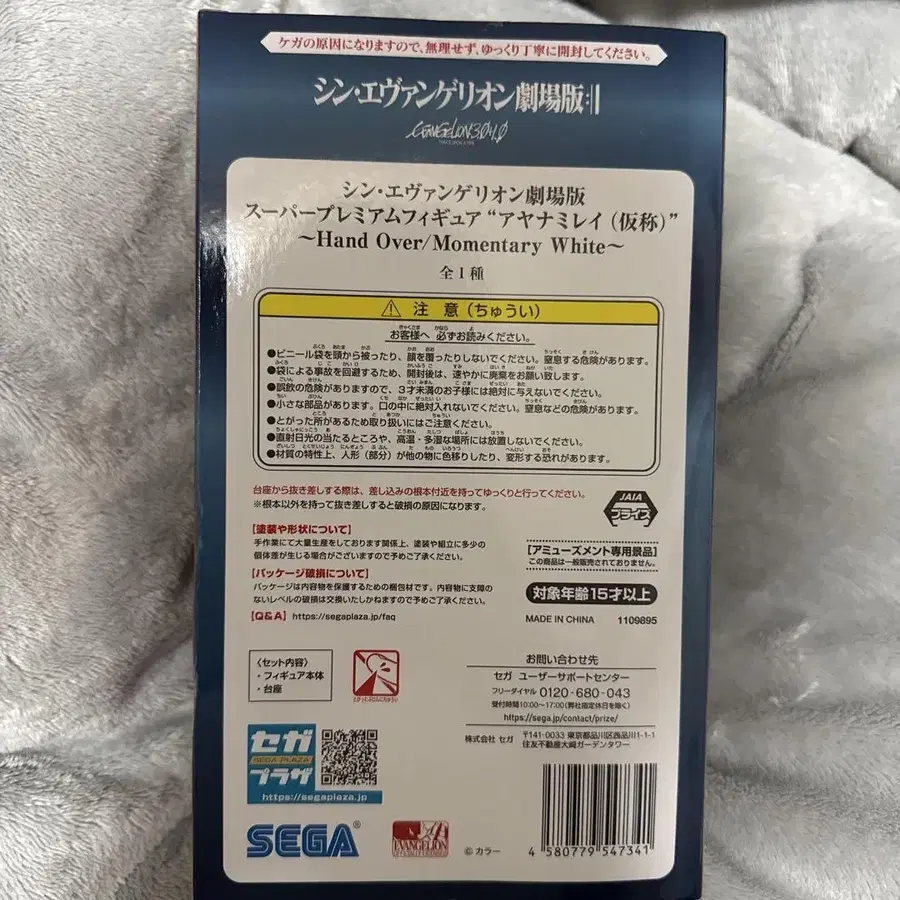 ケガの原因になりますので、無理せず、ゆっくり丁寧に開封してください。
シン・エヴァンゲリオン劇場版:||
EVANGELION:3.0+1.0
シン・エヴァンゲリオン劇場版
スーパープレミアムフィギュア“アヤナミレイ(仮称)”
~Hand Over/Momentary White~
全1種
⚠ 注意(ちゅうい)
お客様へ 必ずお読みください。
●ビニール袋を頭から被ったり、顔を覆ったりしないでください。窒息する危険があります。
●袋による事故を回避するため、開封後は、速やかに廃棄をお願い致します。
●誤飲の危険がありますので、3才未満のお子様には絶対に与えないでください。
●小さな部品があります。口の中に絶対入れないでください。窒息などの危険があります。
●とがった所があるため取り扱いにはご注意ください。
●直射日光の当たるところや、高温・多湿な場所には放置しないでください。
●材質の特性上、人形(部分)が他の物に色移りしたり、変形する恐れがあります。
台座から抜き差しする際は、差し込みの根本付近を持ってゆっくりと行ってください。
※根本以外を持って抜き差しすると破損の原因になります。
JAIA
プライズ
【塗装や形状について】
手作業にて大量生産をしております関係上、塗装や組立に多少の
個体差が生じる場合がございますので予めご了承ください。
[アミューズメント専用景品]
この商品は一般販売されておりません。
【パッケージ破損について】
パッケージは内容物を保護するための梱包材です。内容物に支障の
ないレベルの破損は交換いたしかねますので予めご了承ください。
対象年齢15才以上
【Q&A】https://segaplaza.jp/faq
MADE IN CHINA 1109895
〈セット内容〉
・フィギュア本体
・台座
とがったぶひんにちゅうい
お問い合わせ先
セガ ユーザーサポートセンター
フリーダイヤル 0120-680-043
受付時間10:00~17:00(弊社指定休日を除く)
https://sega.jp/contact/prize/
株式会社 セガ 〒141-0033 東京都品川区西品川1-1-1
住友不動産大崎ガーデンタワー
セガ
SEGA PLAZA
プラザ
https://segaplaza.jp
SEGA®
EVANGELION
OFFICIALLY LICENSED
© カラー
4 580779 547341